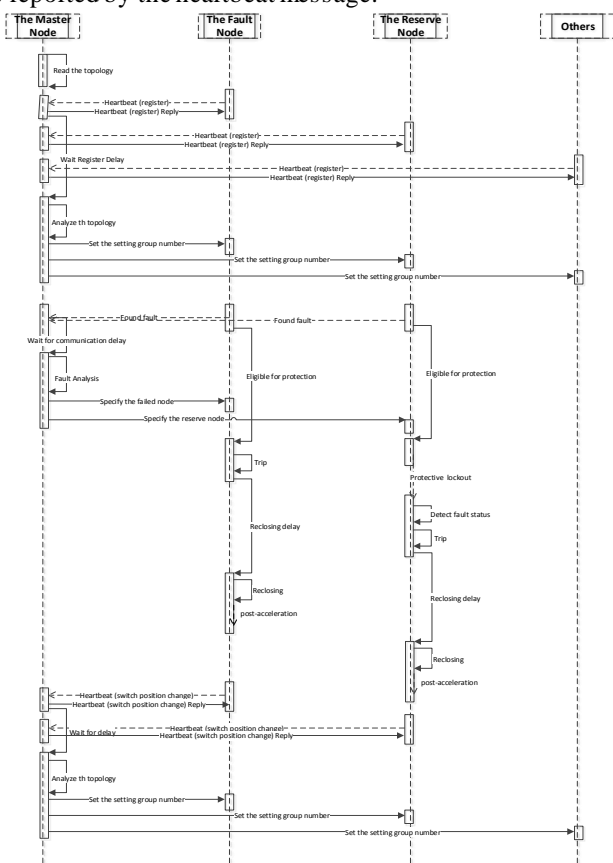 reported by the heartbeat message.
The Master
Node
The Fault
Node
The Reserve
Node
Others
Read the topology
Heartbeat (register)
Heartbeat (register) Reply
Heartbeat (register)
Heartbeat (register) Reply
Wait Register Delay
Heartbeat (register)
Heartbeat (register) Reply
Analyze th topology
Set the setting group number
Set the setting group number
Set the setting group number
Found fault
Found fault
Wait for communication delay
Eligible for protection
Eligible for protection
Fault Analysis
Specify the failed node
Specify the reserve node
Trip
Protective lockout
Detect fault status
Reclosing delay
Trip
Reclosing
Reclosing delay
post-acceleration
Reclosing
post-acceleration
Heartbeat (switch position change)
Heartbeat (switch position change) Reply
Heartbeat (switch position change)
Wait for delay
Heartbeat (switch position change) Reply
Analyze th topology
Set the setting group number
Set the setting group number
Set the setting group number